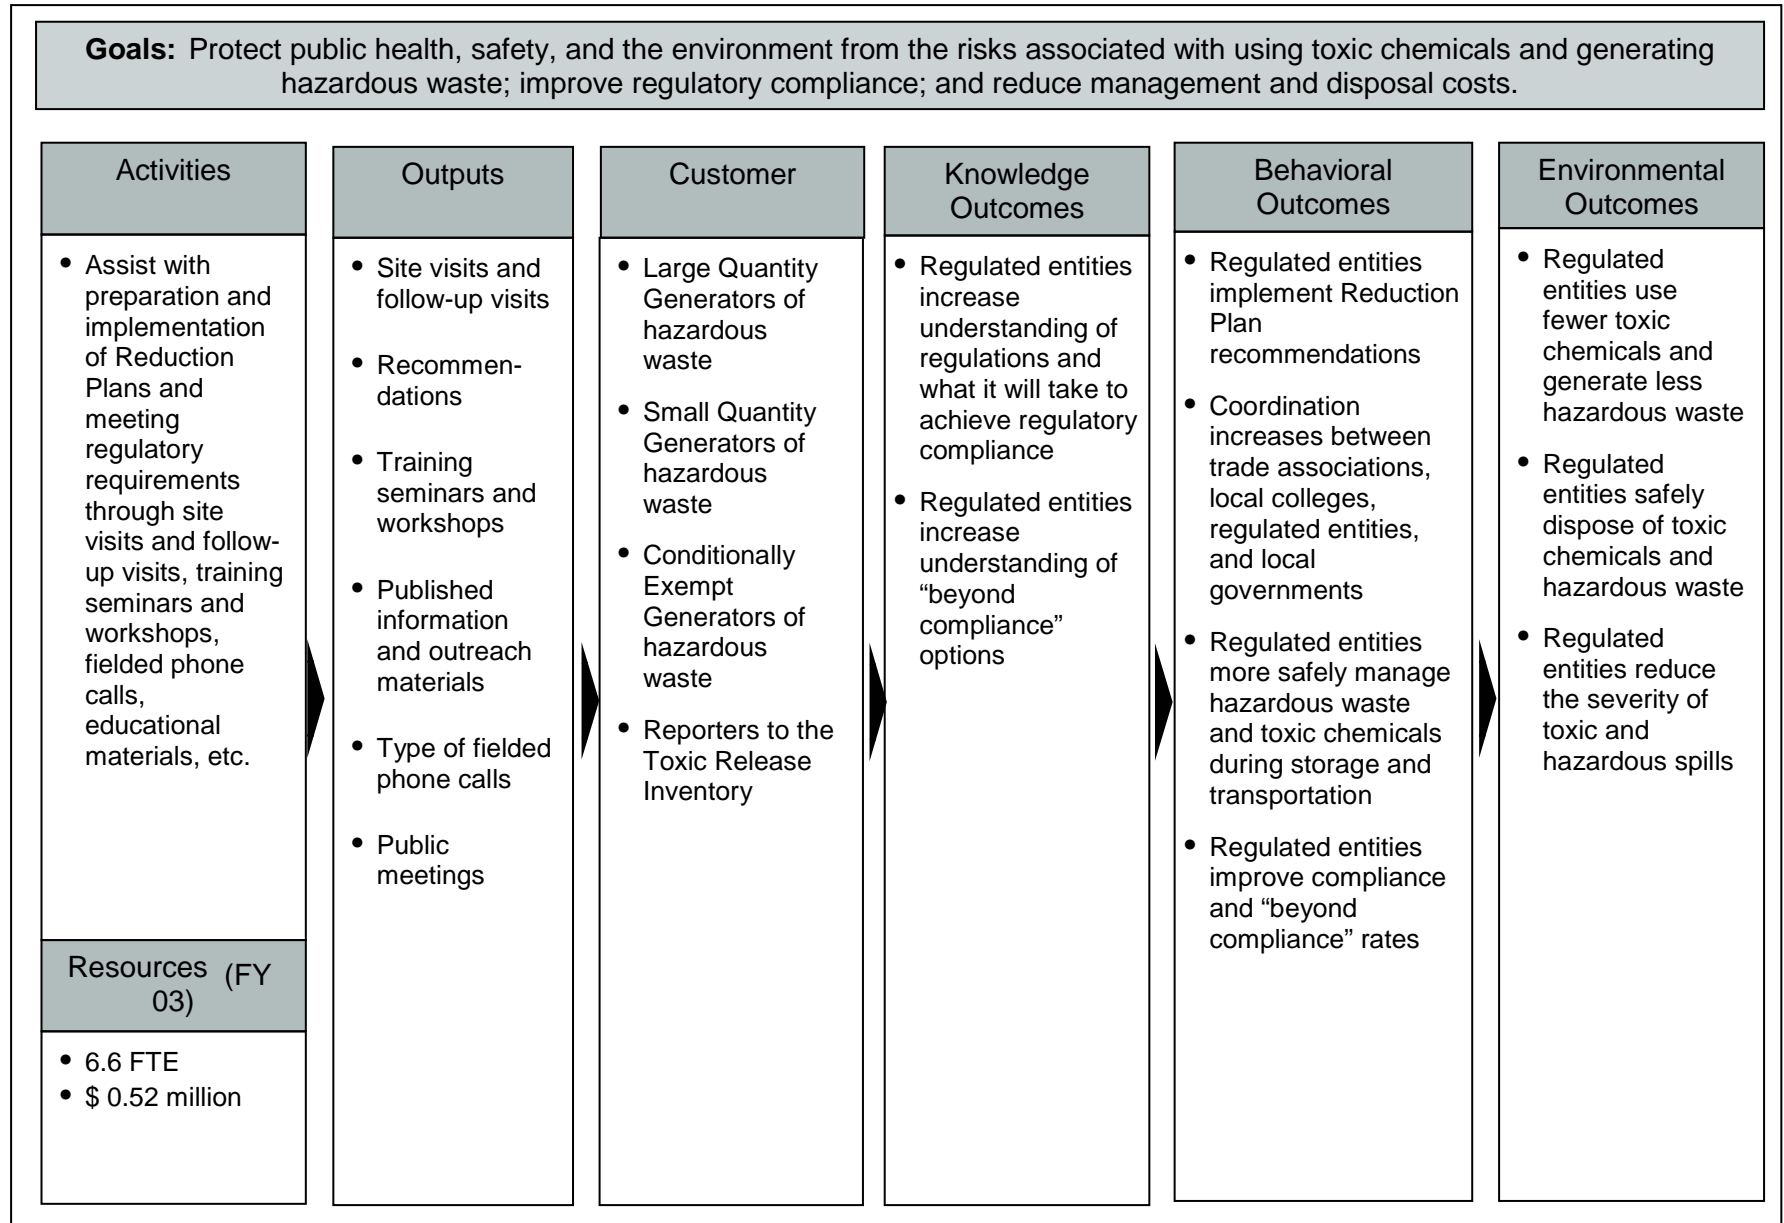 Goals: Protect public health, safety, and the environment from the risks associated with using toxic chemicals and generating
hazardous waste; improve regulatory compliance; and reduce management and disposal costs.
Activities
• Assist with
preparation and
implementation
of Reduction
Plans and
meeting
regulatory
requirements
through site
visits and follow-
up visits, training
seminars and
workshops,
fielded phone
calls,
educational
materials, etc.
Resources (FY
03)
• 6.6 FTE
• $ 0.52 million
Outputs
• Site visits and
follow-up visits
• Recommen-
dations
• Training
seminars and
workshops
• Published
information
and outreach
materials
• Type of fielded
phone calls
• Public
meetings
Customer
• Large Quantity
Generators of
hazardous
waste
• Small Quantity
Generators of
hazardous
waste
• Conditionally
Exempt
Generators of
hazardous
waste
• Reporters to the
Toxic Release
Inventory
Knowledge
Outcomes
• Regulated entities
increase
understanding of
regulations and
what it will take to
achieve regulatory
compliance
• Regulated entities
increase
understanding of
“beyond
compliance”
options
Behavioral
Outcomes
• Regulated entities
implement Reduction
Plan
recommendations
• Coordination
increases between
trade associations,
local colleges,
regulated entities,
and local
governments
• Regulated entities
more safely manage
hazardous waste
and toxic chemicals
during storage and
transportation
• Regulated entities
improve compliance
and “beyond
compliance” rates
Environmental
Outcomes
• Regulated
entities use
fewer toxic
chemicals and
generate less
hazardous waste
• Regulated
entities safely
dispose of toxic
chemicals and
hazardous waste
• Regulated
entities reduce
the severity of
toxic and
hazardous spills